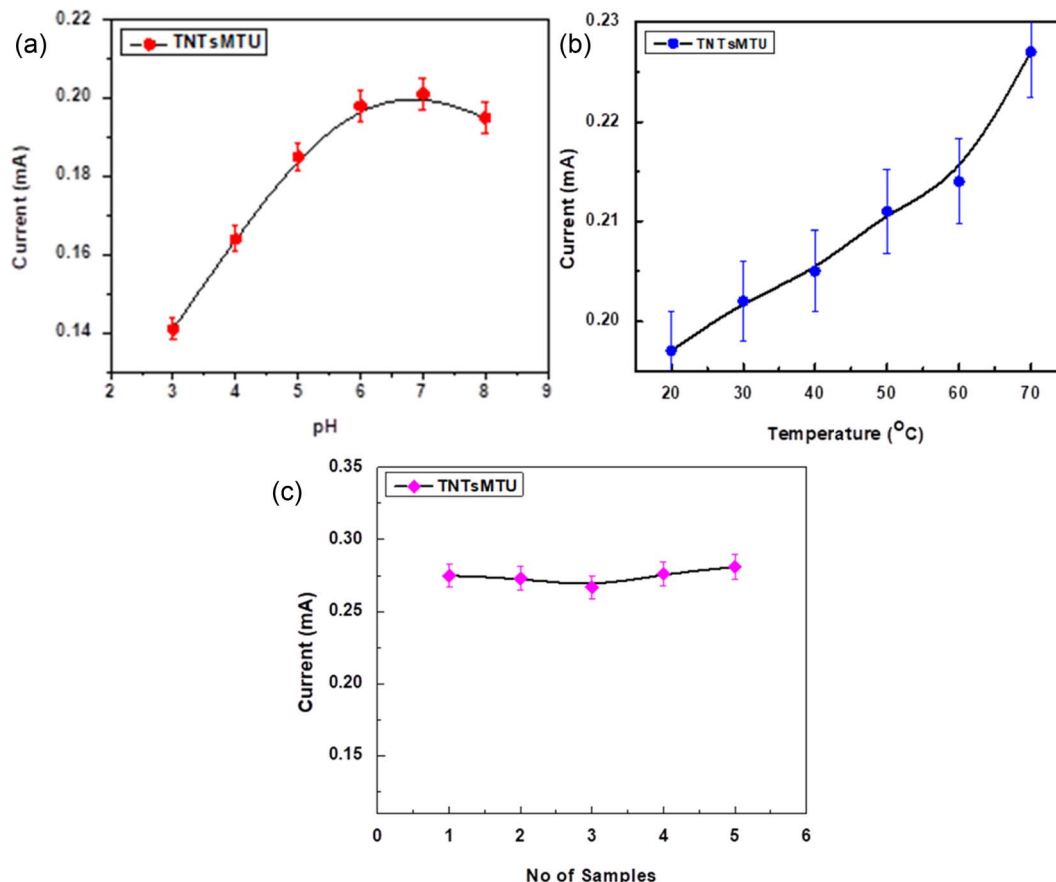 (a)
TNTsMTU
0.22
0.20
0.18
0.16
0.14
Current (mA)
2 3 4 5 6 7 8 9
pH
(b)
TNTsMTU
0.23
0.22
0.21
0.20
Current (mA)
20 30 40 50 60 70
Temperature (°C)
(c)
TNTsMTU
0.35
0.30
0.25
0.20
0.15
Current (mA)
0 1 2 3 4 5 6
No of Samples